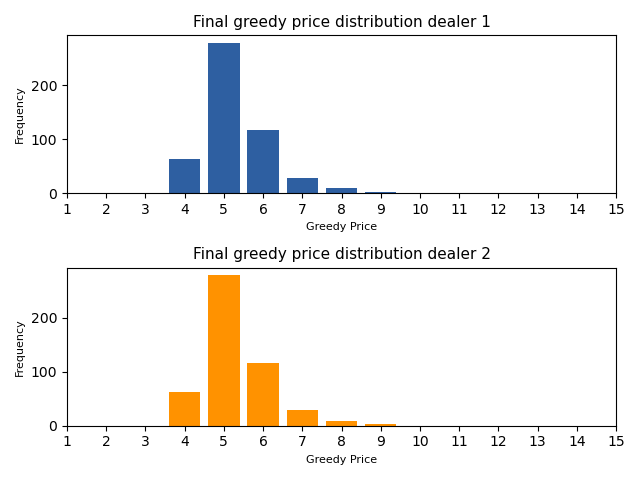 Final greedy price distribution dealer 1
Frequency
200
100
0
1 2 3 4 5 6 7 8 9 10 11 12 13 14 15
Greedy Price
Final greedy price distribution dealer 2
Frequency
200
100
0
1 2 3 4 5 6 7 8 9 10 11 12 13 14 15
Greedy Price